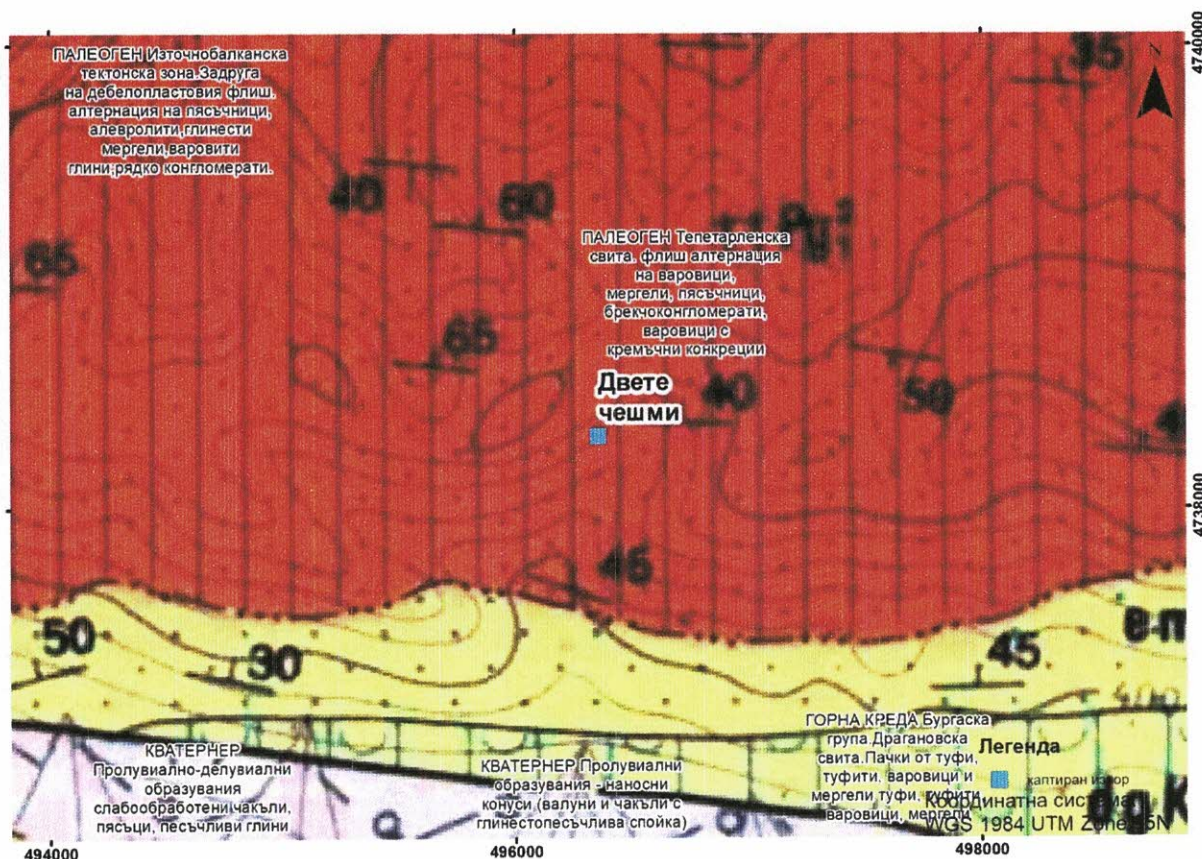 ПАЛЕОГЕН Източнобалканска
тектонска зона.Задруга
на дебелопластовия флиш.
алтернация на пясъчници,
алевролити,глинести
мергели,варовити
глини,рядко конгломерати.
N
35
4740000
40
60
65
ПАЛЕОГЕН Тепетарленска
свита. флиш алтернация
на варовици,
мергели, пясъчници,
брекчоконгломерати,
варовици с
кремъчни конкреции
65
Двете
чешми
40
50
4738000
45
50
30
45
e-m
400
КВАТЕРНЕР
Пролувиално-делувиални
образувания
слабообработени чакъли,
пясъци, песъчливи глини
КВАТЕРНЕР Пролувиални
образувания - наносни
конуси (валуни и чакъли с
глинестопесъчлива спойка)
ГОРНА КРЕДА Бургаска
група.Драгановска
свита.Пачки от туфи,
туфити, варовици и
мергели туфи, туфити,
варовици, мергели
Легенда
каптиран извор
Координатна система
WGS 1984 UTM Zone 35N
494000
496000
498000